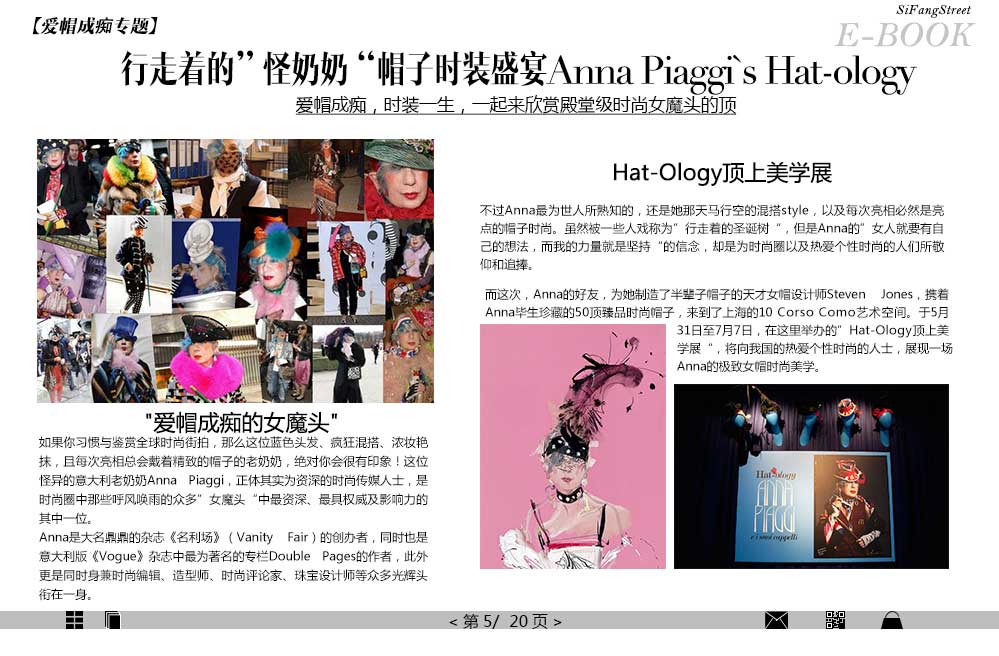 【爱帽成痴专题】
SiFangStreet
E-BOOK
行走着的”怪奶奶“帽子时装盛宴Anna Piaggi`s Hat-ology
爱帽成痴，时装一生，一起来欣赏殿堂级时尚女魔头的顶
"爱帽成痴的女魔头"
如果你习惯与鉴赏全球时尚街拍，那么这位蓝色头发、疯狂混搭、浓妆艳
抹，且每次亮相总会戴着精致的帽子的老奶奶，绝对你会很有印象！这位
怪异的意大利老奶奶Anna Piaggi，正体其实为资深的时尚传媒人士，是
时尚圈中那些呼风唤雨的众多”女魔头“中最资深、最具权威及影响力的
其中一位。
Anna是大名鼎鼎的杂志《名利场》（Vanity Fair）的创办者，同时也是
意大利版《Vogue》杂志中最为著名的专栏Double Pages的作者，此外
更是同时身兼时尚编辑、造型师、时尚评论家、珠宝设计师等众多光辉头
衔在一身。
Hat-Ology顶上美学展
不过Anna最为世人所熟知的，还是她那天马行空的混搭style，以及每次亮相必然是亮
点的帽子时尚。虽然被一些人戏称为”行走着的圣诞树“，但是Anna的”女人就要有自
己的想法，而我的力量就是坚持“的信念，却是为时尚圈以及热爱个性时尚的人们所敬
仰和追捧。
而这次，Anna的好友，为她制造了半辈子帽子的天才女帽设计师Steven Jones，携着
Anna毕生珍藏的50顶臻品时尚帽子，来到了上海的10 Corso Como艺术空间。于5月
31日至7月7日，在这里举办的”Hat-Ology顶上美
学展“，将向我国的热爱个性时尚的人士，展现一场
Anna的极致女帽时尚美学。
Hat-ology
ANNA
PIAGGI
e i suoi cappelli
< 第 5/ 20 页 >